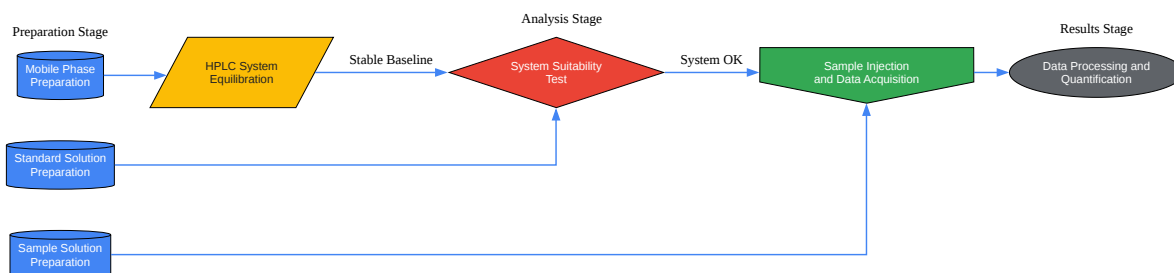 Preparation Stage
Mobile Phase
Preparation
HPLC System
Equilibration
Stable Baseline
Analysis Stage
System Suitability
Test
System OK
Sample Injection
and Data Acquisition
Results Stage
Data Processing and
Quantification
Standard Solution
Preparation
Sample Solution
Preparation